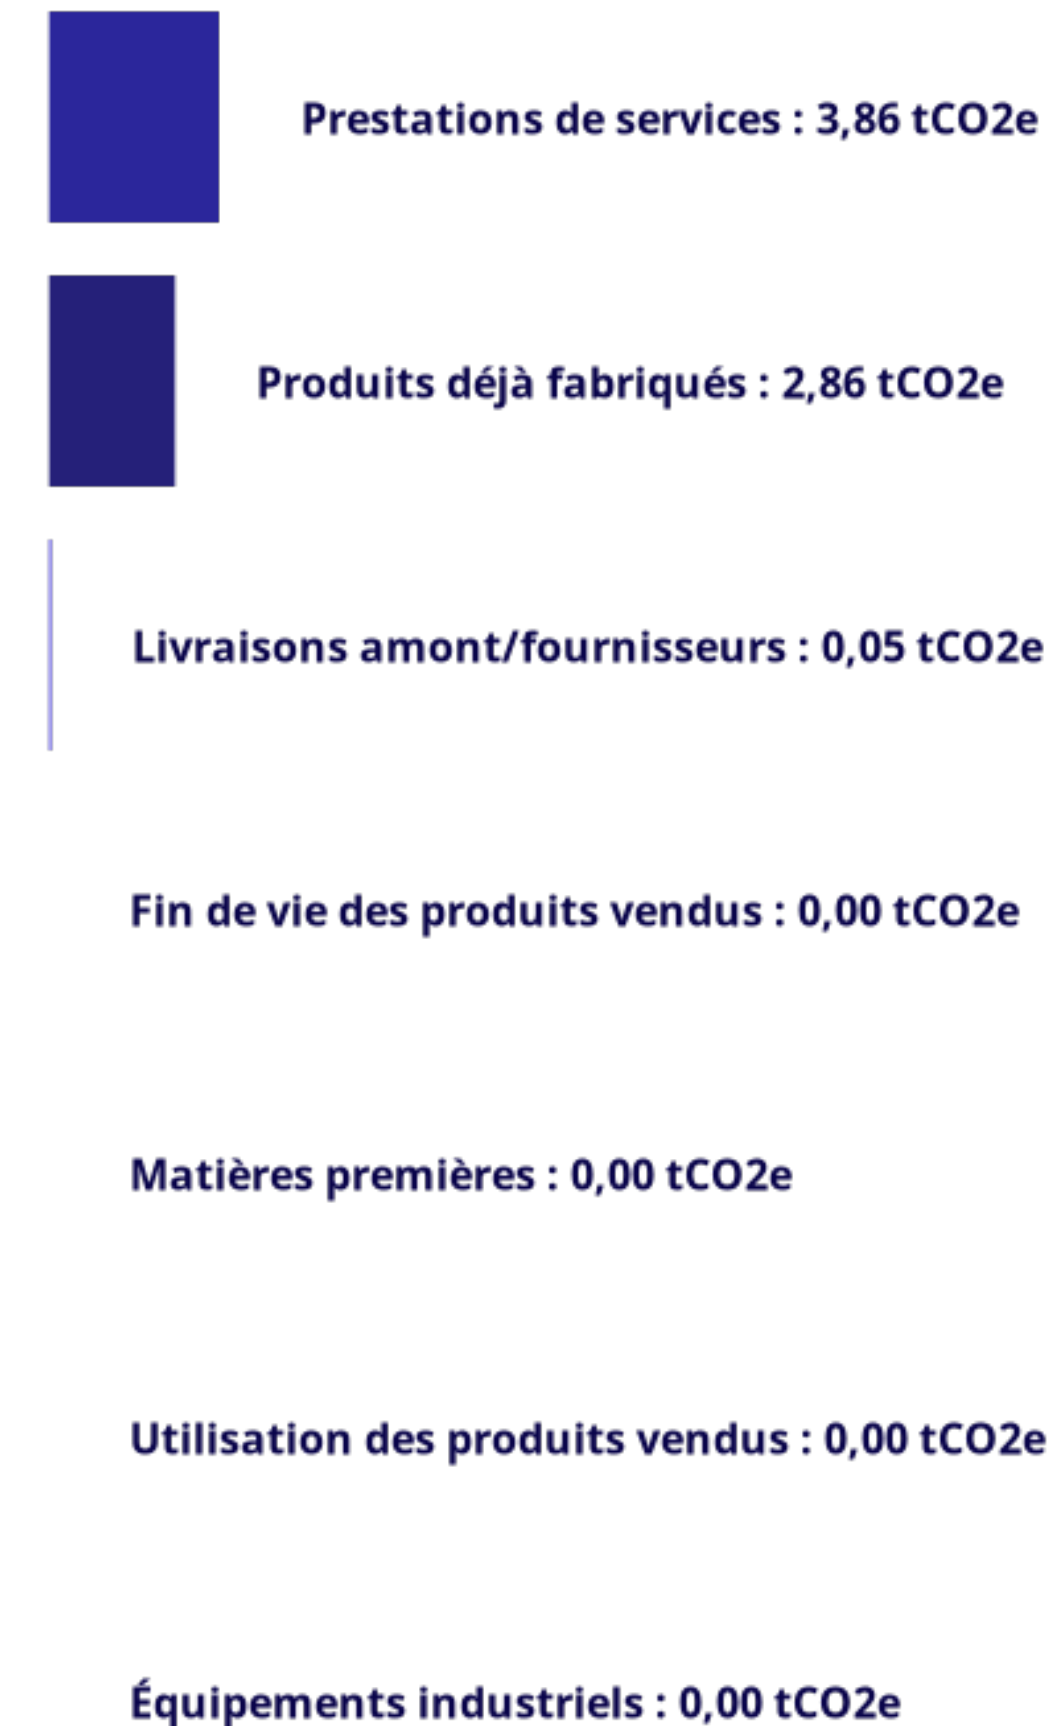 Prestations de services : 3,86 tCO2e
Produits déjà fabriqués : 2,86 tCO2e
Livraisons amont/fournisseurs : 0,05 tCO2e
Fin de vie des produits vendus : 0,00 tCO2e
Matières premières : 0,00 tCO2e
Utilisation des produits vendus : 0,00 tCO2e
Équipements industriels : 0,00 tCO2e